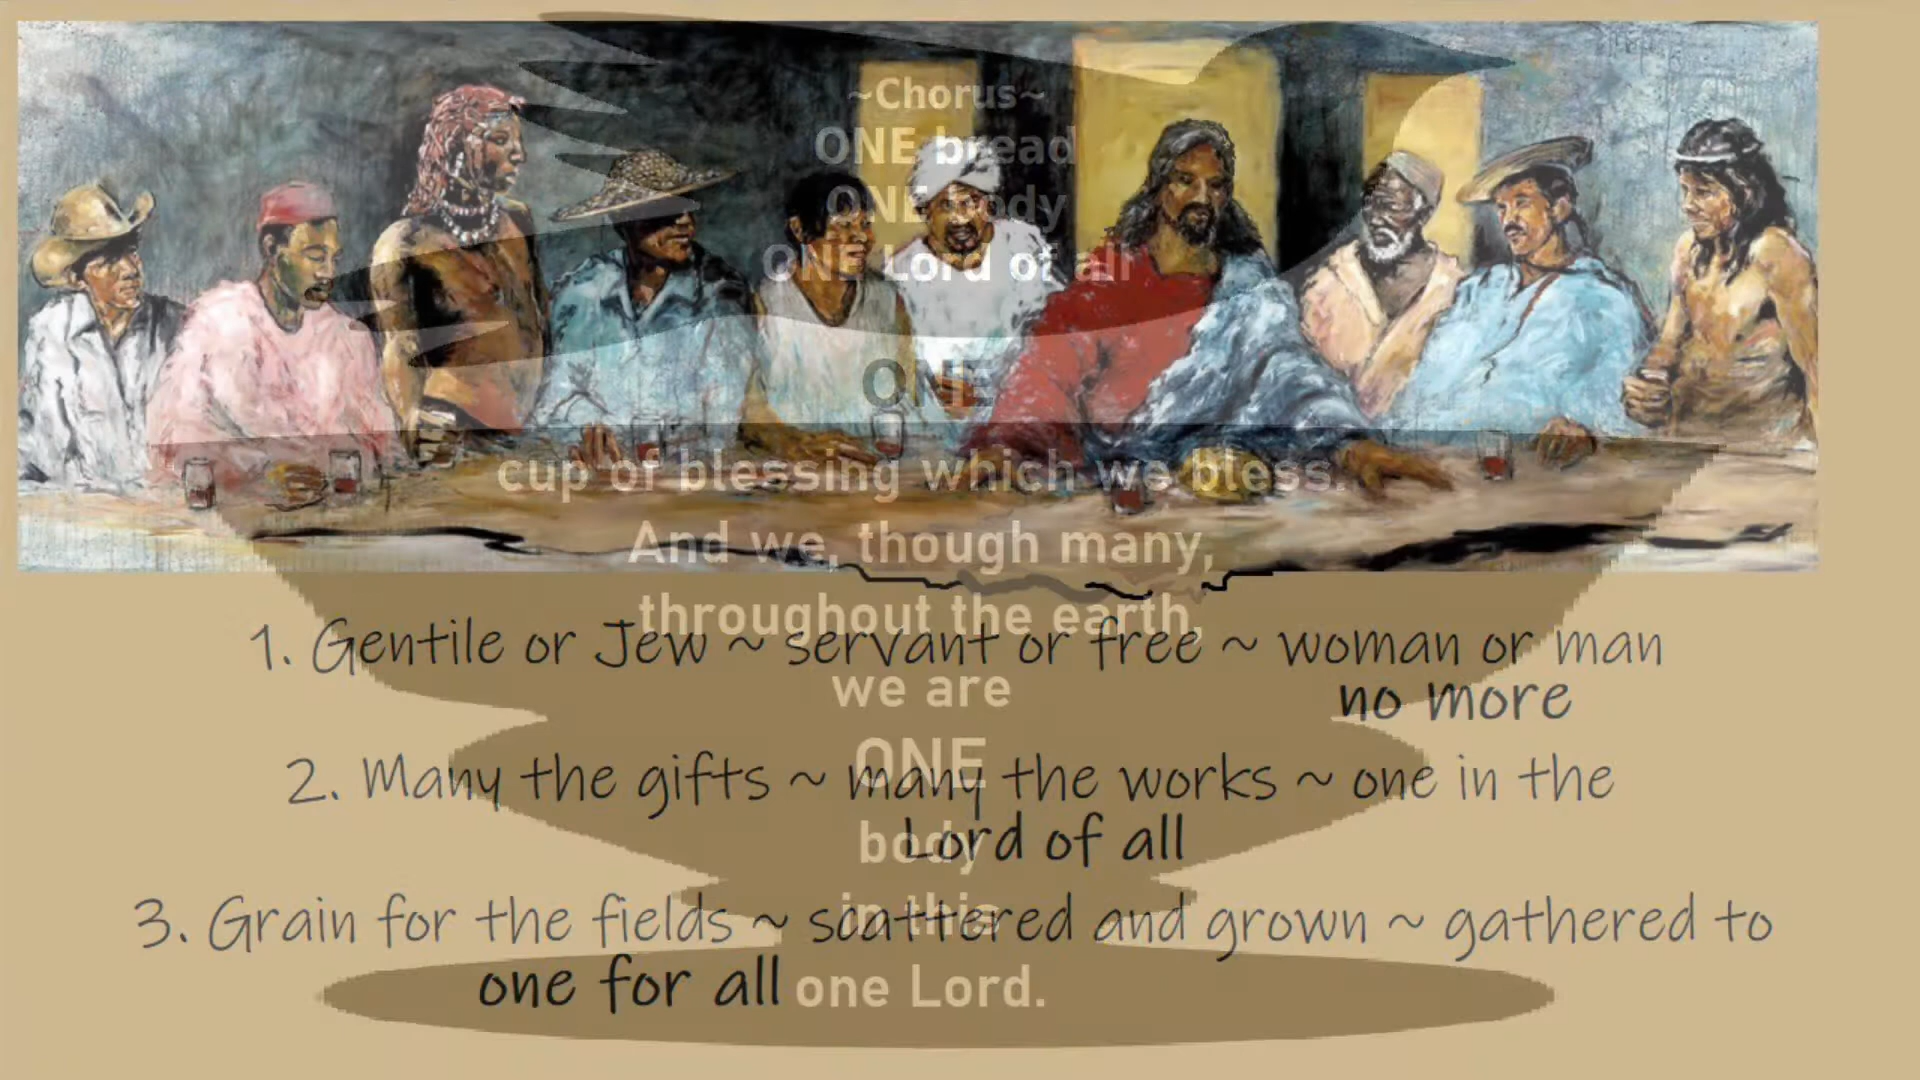 ~Chorus~
ONE bread
ONE body
ONE Lord of all
ONE
cup of blessing which we bless.
And we, though many,
throughout the earth,
we are
ONE
body
in this
one Lord.
1. Gentile or Jew ~ servant or free ~ woman or man
no more
2. Many the gifts ~ many the works ~ one in the
Lord of all
3. Grain for the fields ~ scattered and grown ~ gathered to
one for all